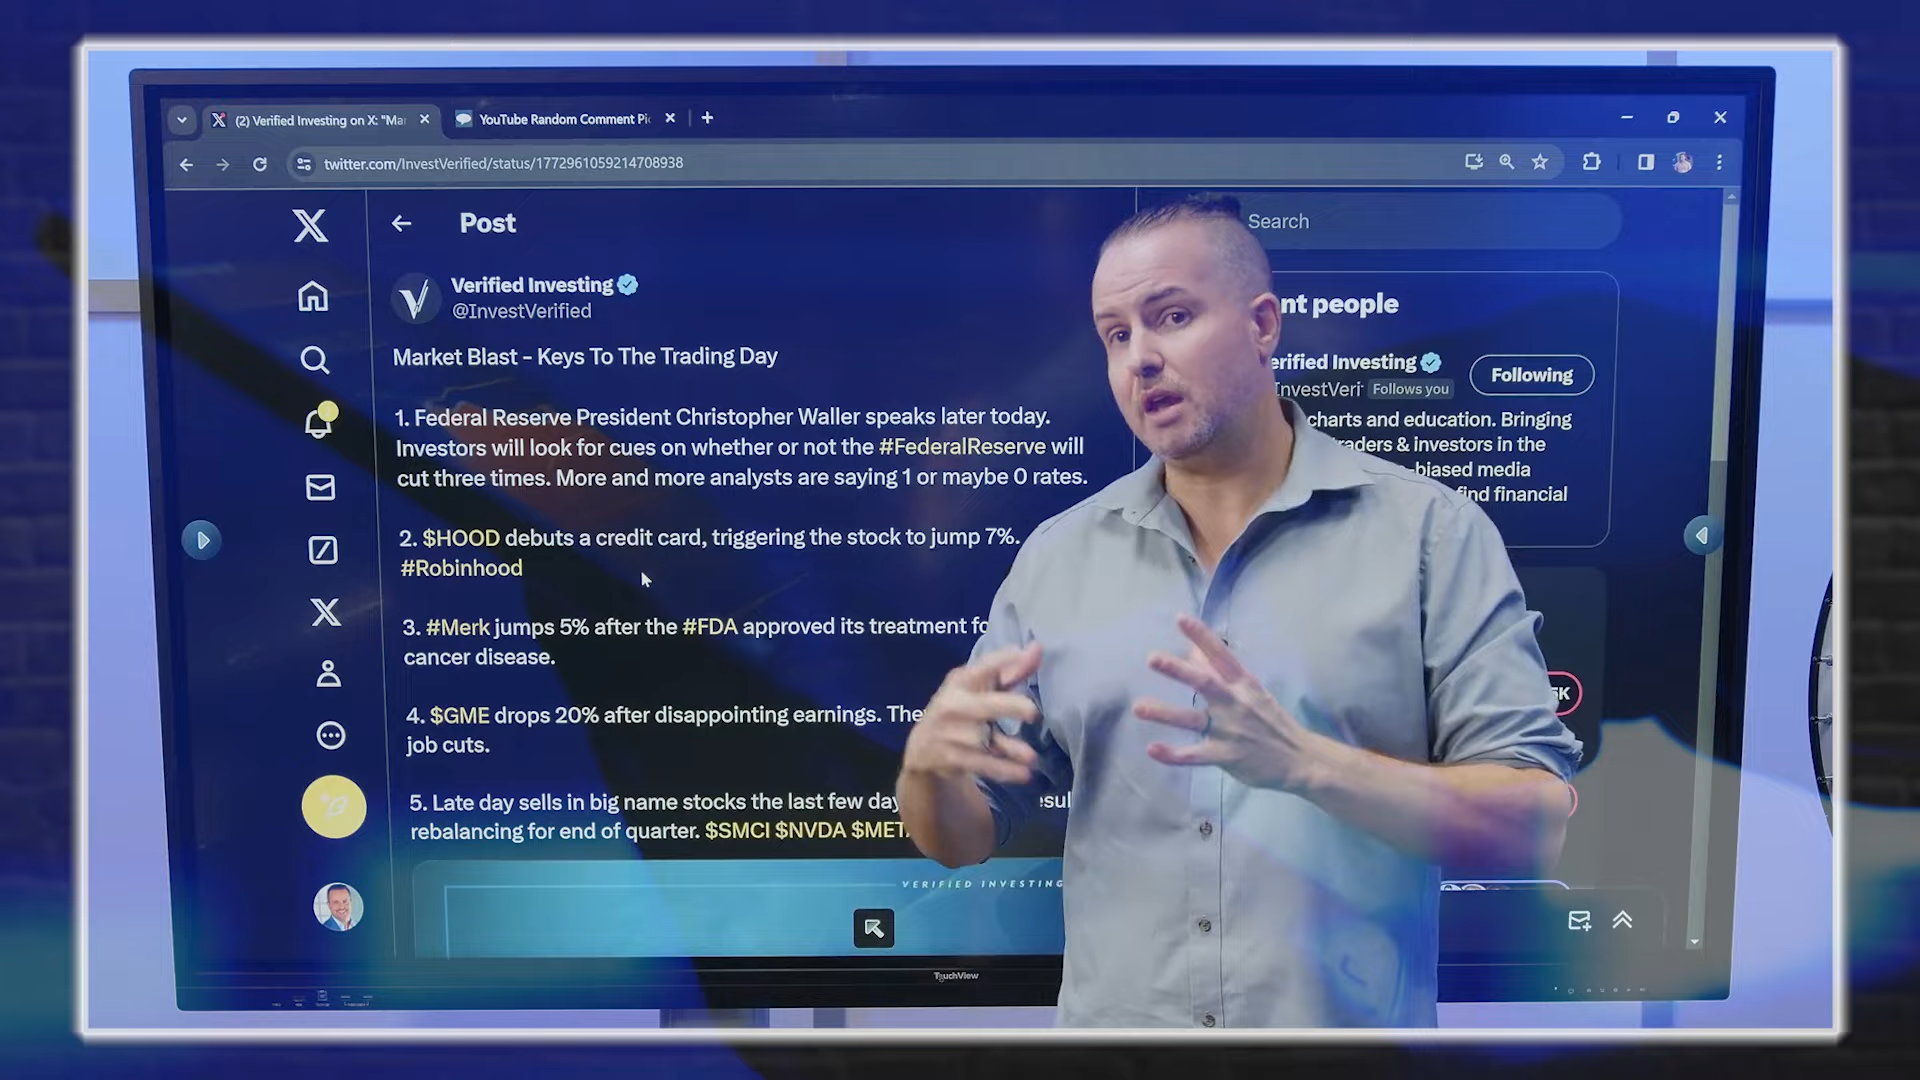 (2) Verified Investing on X: "Ma
YouTube Random Comment Pi
twitter.com/InvestVerified/status/1772961059214708938
Post
Search
Verified Investing
@InvestVerified
nt people
Market Blast - Keys To The Trading Day
erified Investing
Following
InvestVeri
Follows you
1. Federal Reserve President Christopher Waller speaks later today.
Investors will look for cues on whether or not the #FederalReserve will
cut three times. More and more analysts are saying 1 or maybe 0 rates.
charts and education. Bringing
traders & investors in the
-biased media
find financial
2. $HOOD debuts a credit card, triggering the stock to jump 7%.
#Robinhood
3. #Merk jumps 5% after the #FDA approved its treatment fo
cancer disease.
5K
4. $GME drops 20% after disappointing earnings. The
job cuts.
5. Late day sells in big name stocks the last few day esul
rebalancing for end of quarter. $SMCI $NVDA $META
VERIFIED INVESTING
TouchView